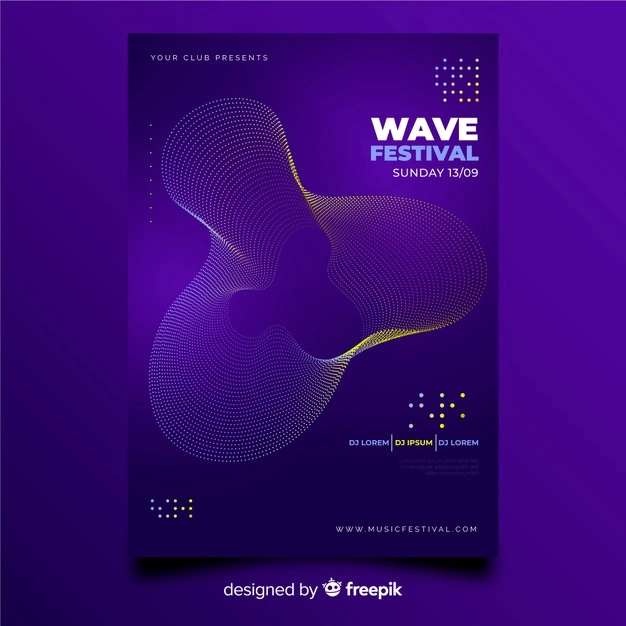 YOUR CLUB PRESENTS
WAVE
FESTIVAL
SUNDAY 13/09
DJ LOREM DJ IPSUM DJ LOREM
WWW.MUSICFESTIVAL.COM
designed by freepik